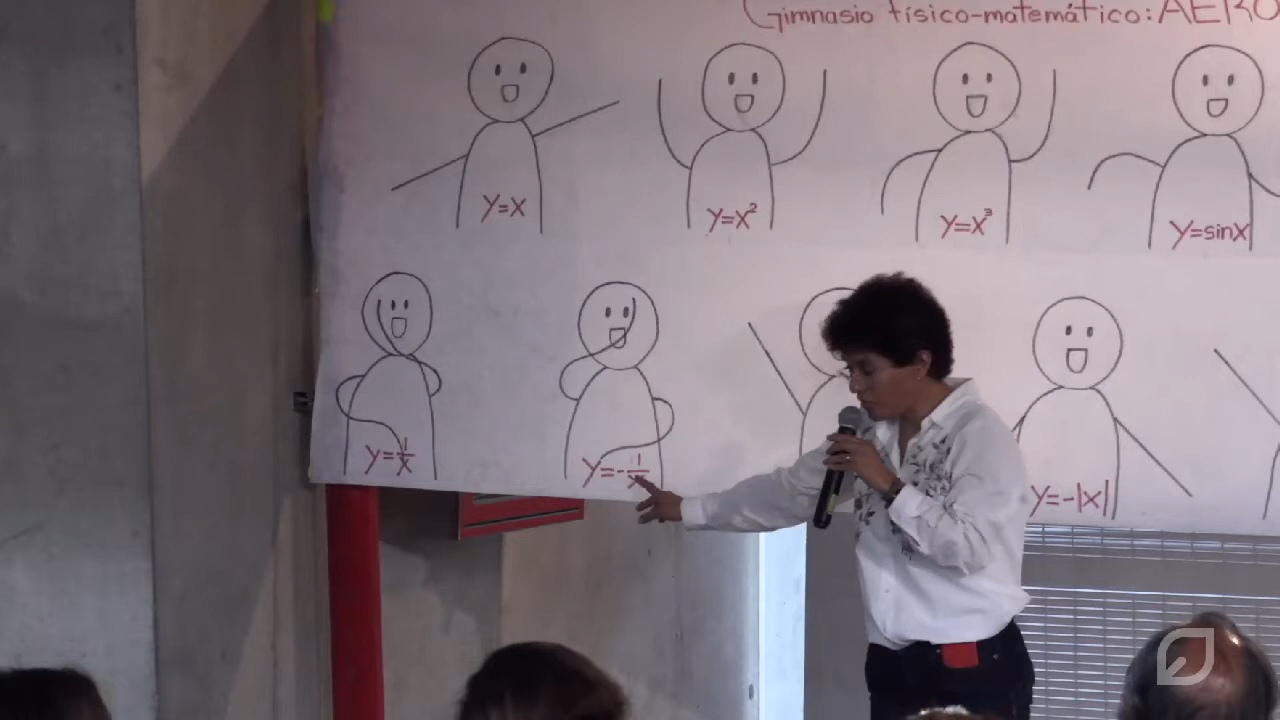 Gimnasio físico-matemático: AERO
y=x
y=x²
y=x³
y=sinx
y=1/x
y=-1/x
y=-|x|